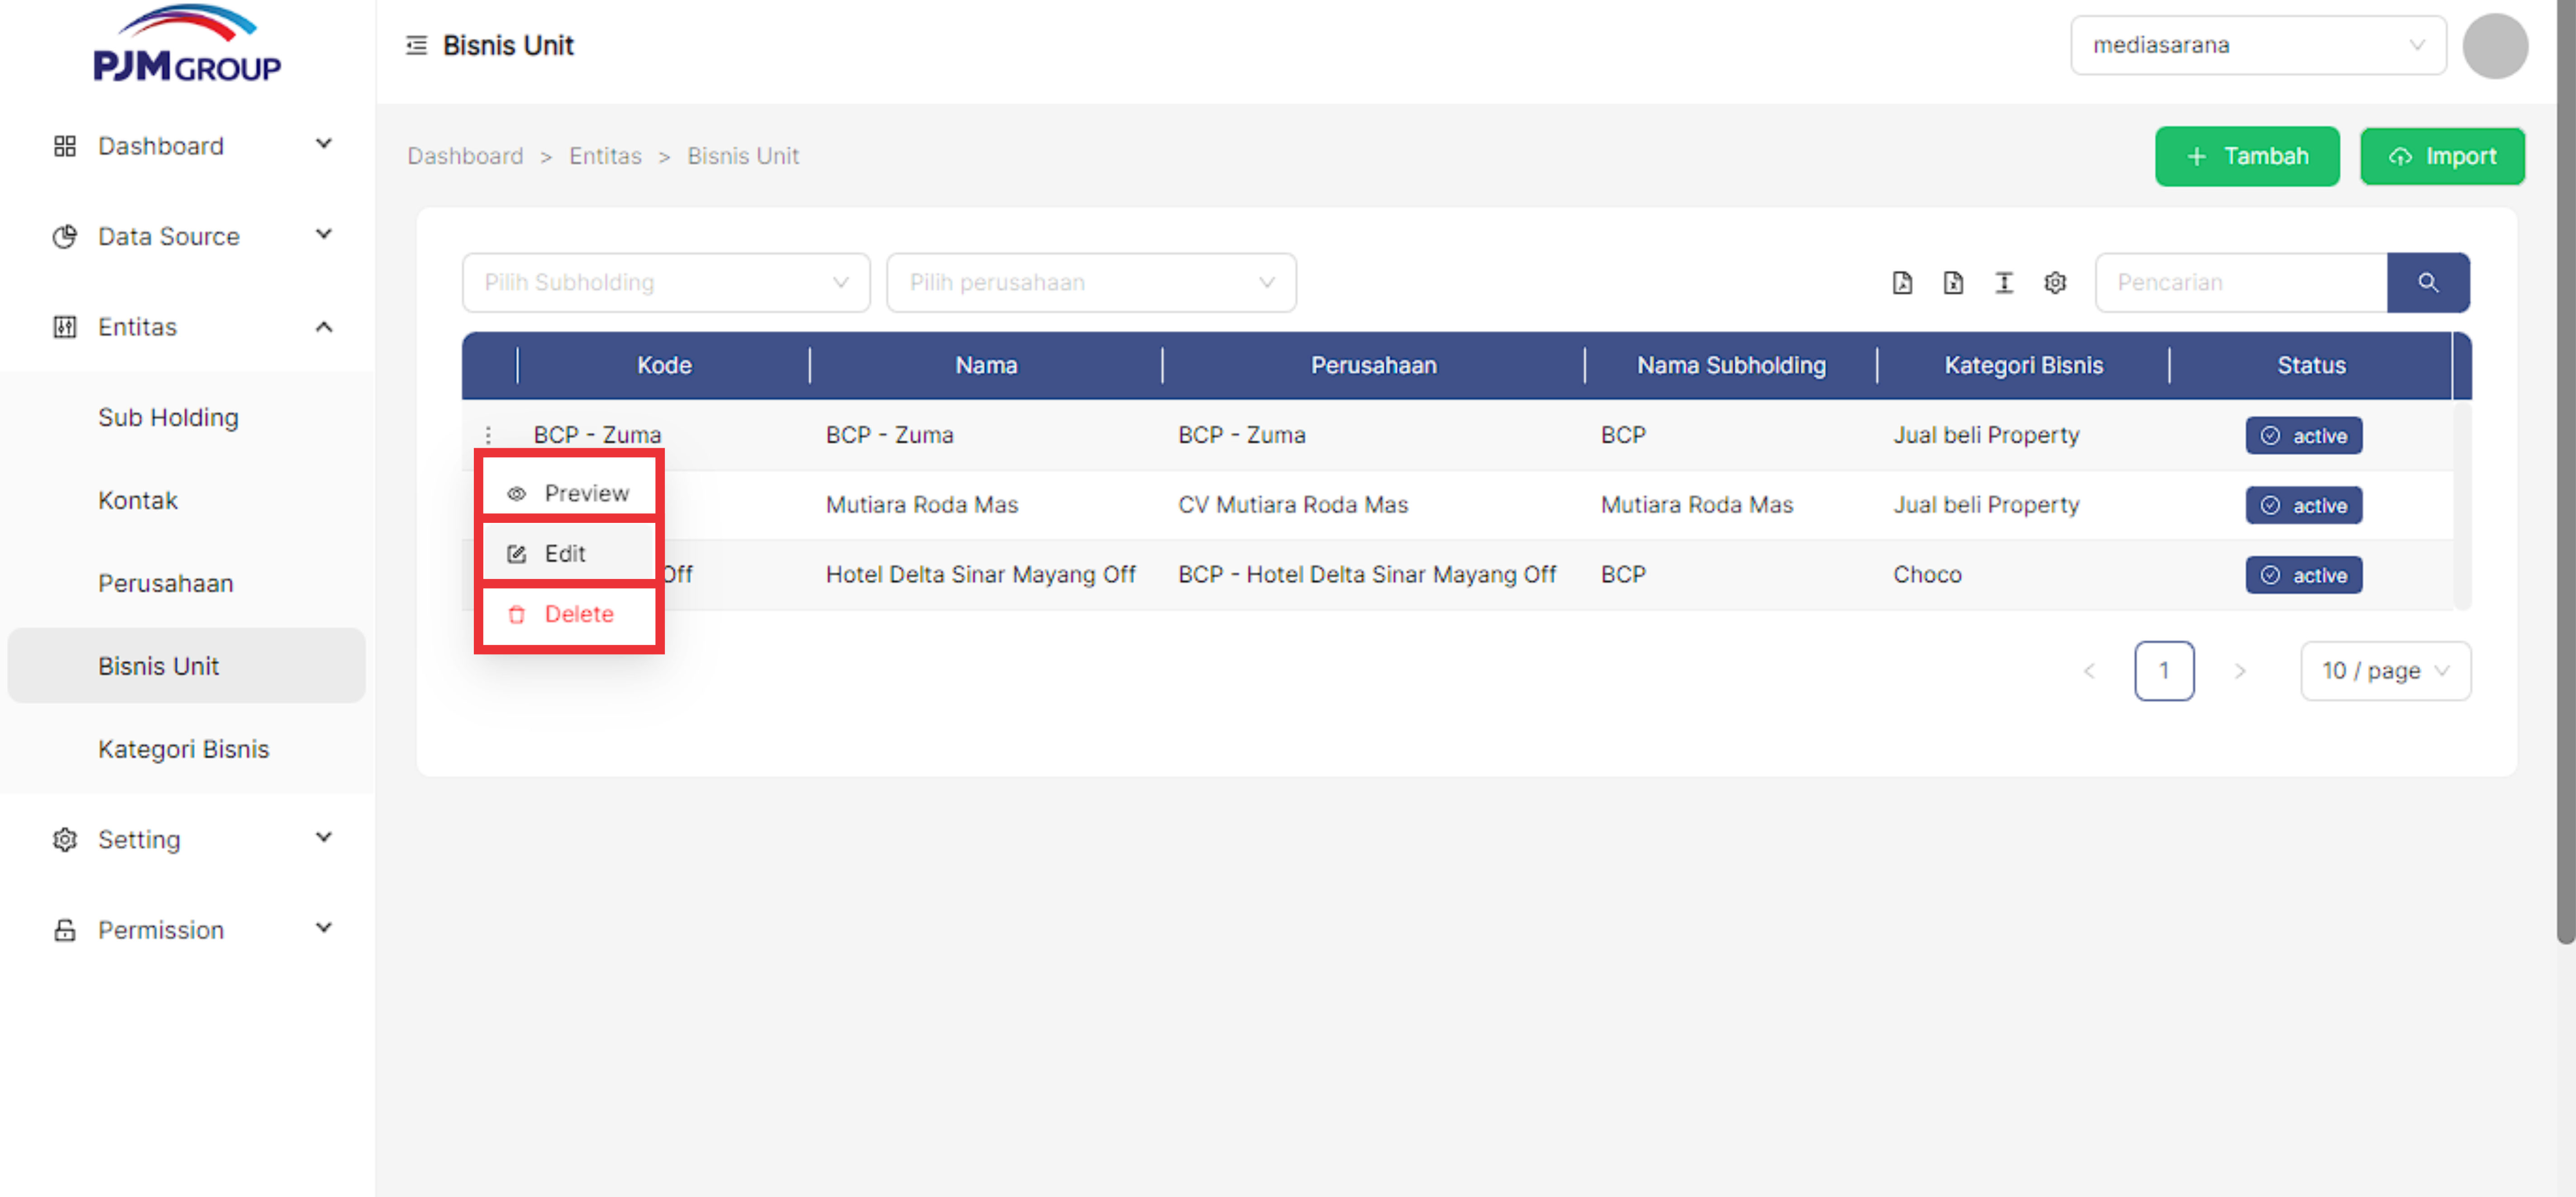 PJM GROUP
Bisnis Unit
mediasarana
Dashboard
Data Source
Entitas
Sub Holding
Kontak
Perusahaan
Bisnis Unit
Kategori Bisnis
Setting
Permission
Dashboard > Entitas > Bisnis Unit
+ Tambah
Import
Pilih Subholding
Pilih perusahaan
Pencarian
Kode Nama Perusahaan Nama Subholding Kategori Bisnis Status
BCP - Zuma BCP - Zuma BCP - Zuma BCP Jual beli Property active
Mutiara Roda Mas CV Mutiara Roda Mas Mutiara Roda Mas Jual beli Property active
Off Hotel Delta Sinar Mayang Off BCP - Hotel Delta Sinar Mayang Off BCP Choco active
Preview
Edit
Delete
< 1 > 10 / page